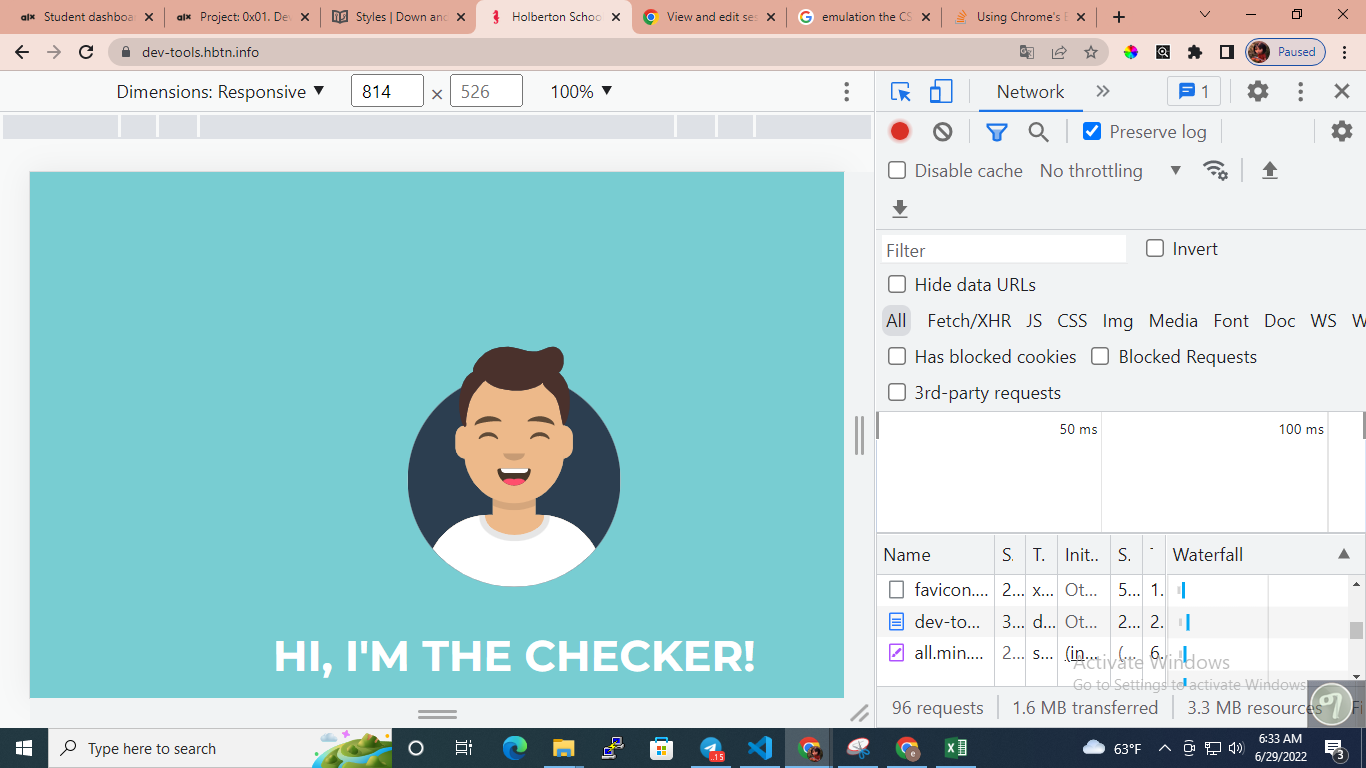 Student dashboa
Project: 0x01. De
Styles | Down and
Holberton Schoo
View and edit ses
emulation the CS
Using Chrome's E
dev-tools.hbtn.info
Paused
Dimensions: Responsive
814
×
526
100%
Network
1
Preserve log
Disable cache
No throttling
Filter
Invert
Hide data URLs
All
Fetch/XHR
JS
CSS
Img
Media
Font
Doc
WS
W
Has blocked cookies
Blocked Requests
3rd-party requests
50 ms
100 ms
Name
S.
T.
Init..
S.
Waterfall
favicon....
2...
x...
Ot...
5...
1.
dev-to...
3...
d...
Ot...
2...
2.
all.min....
2...
s...
(in...
(...
6.
Activate Windows
Go to Settings to activate Windows.
96 requests
1.6 MB transferred
3.3 MB resources
Fi
HI, I'M THE CHECKER!
Type here to search
.15
63°F
6:33 AM
6/29/2022
3